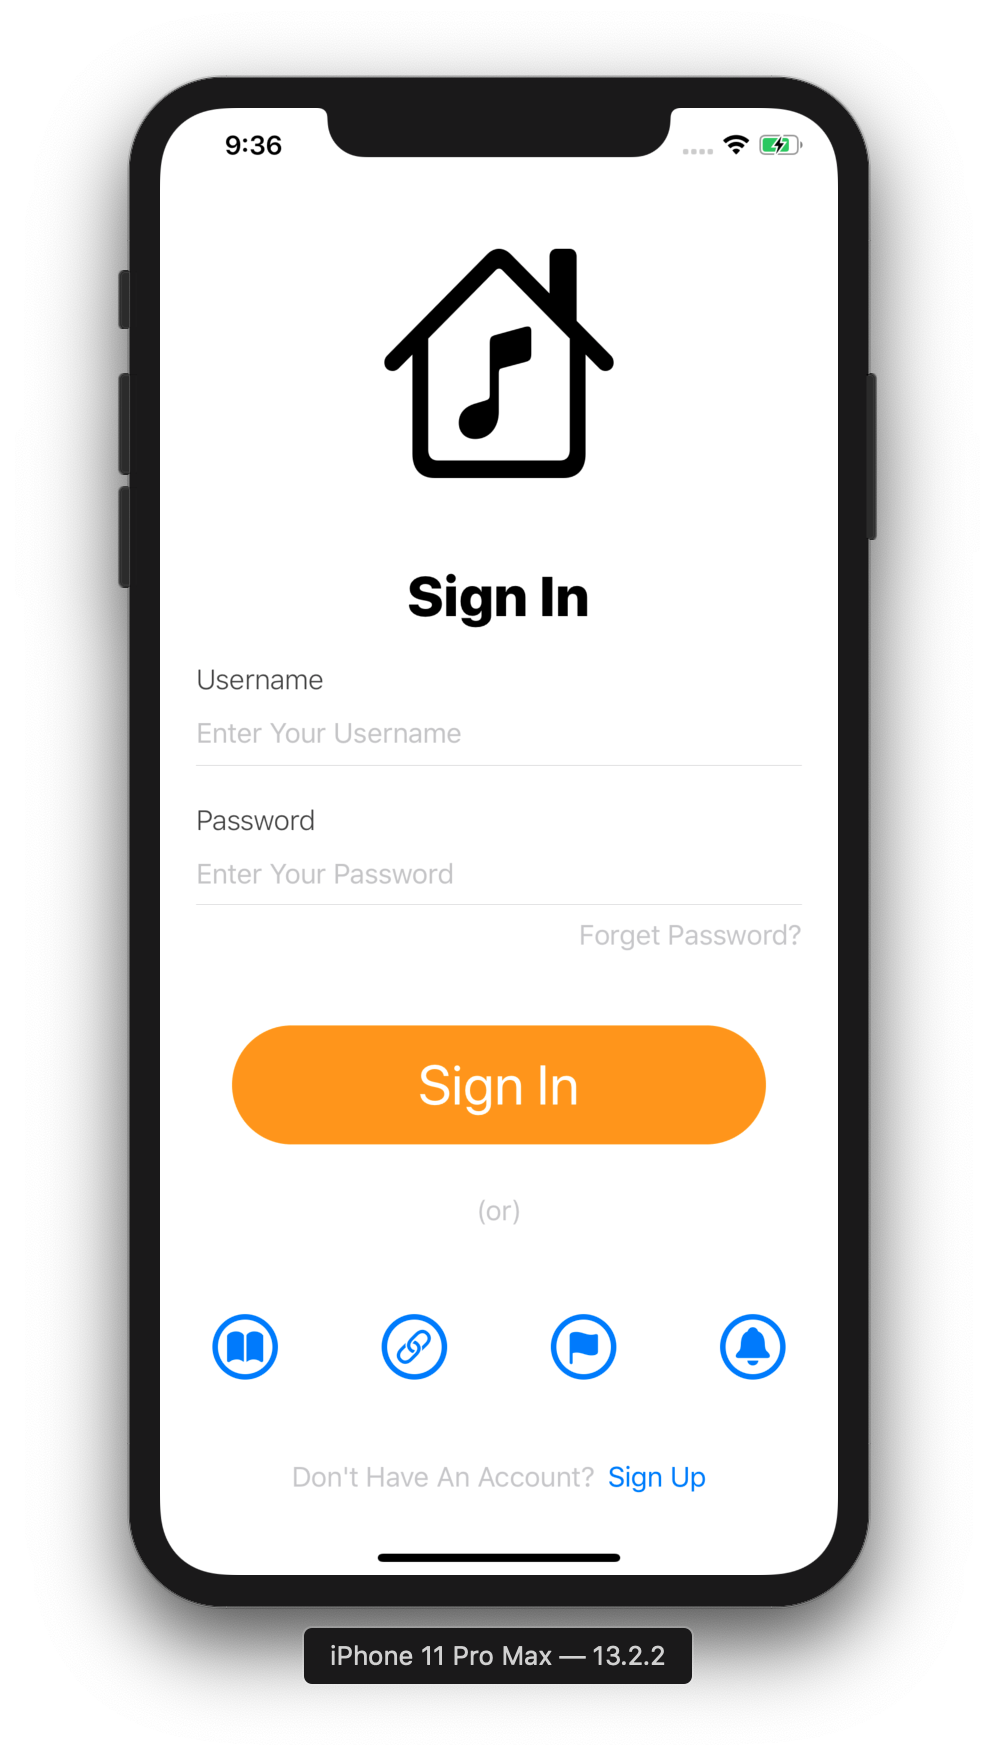 9:36
Sign In
Username
Enter Your Username
Password
Enter Your Password
Forget Password?
Sign In
(or)
Don't Have An Account? Sign Up
iPhone 11 Pro Max — 13.2.2